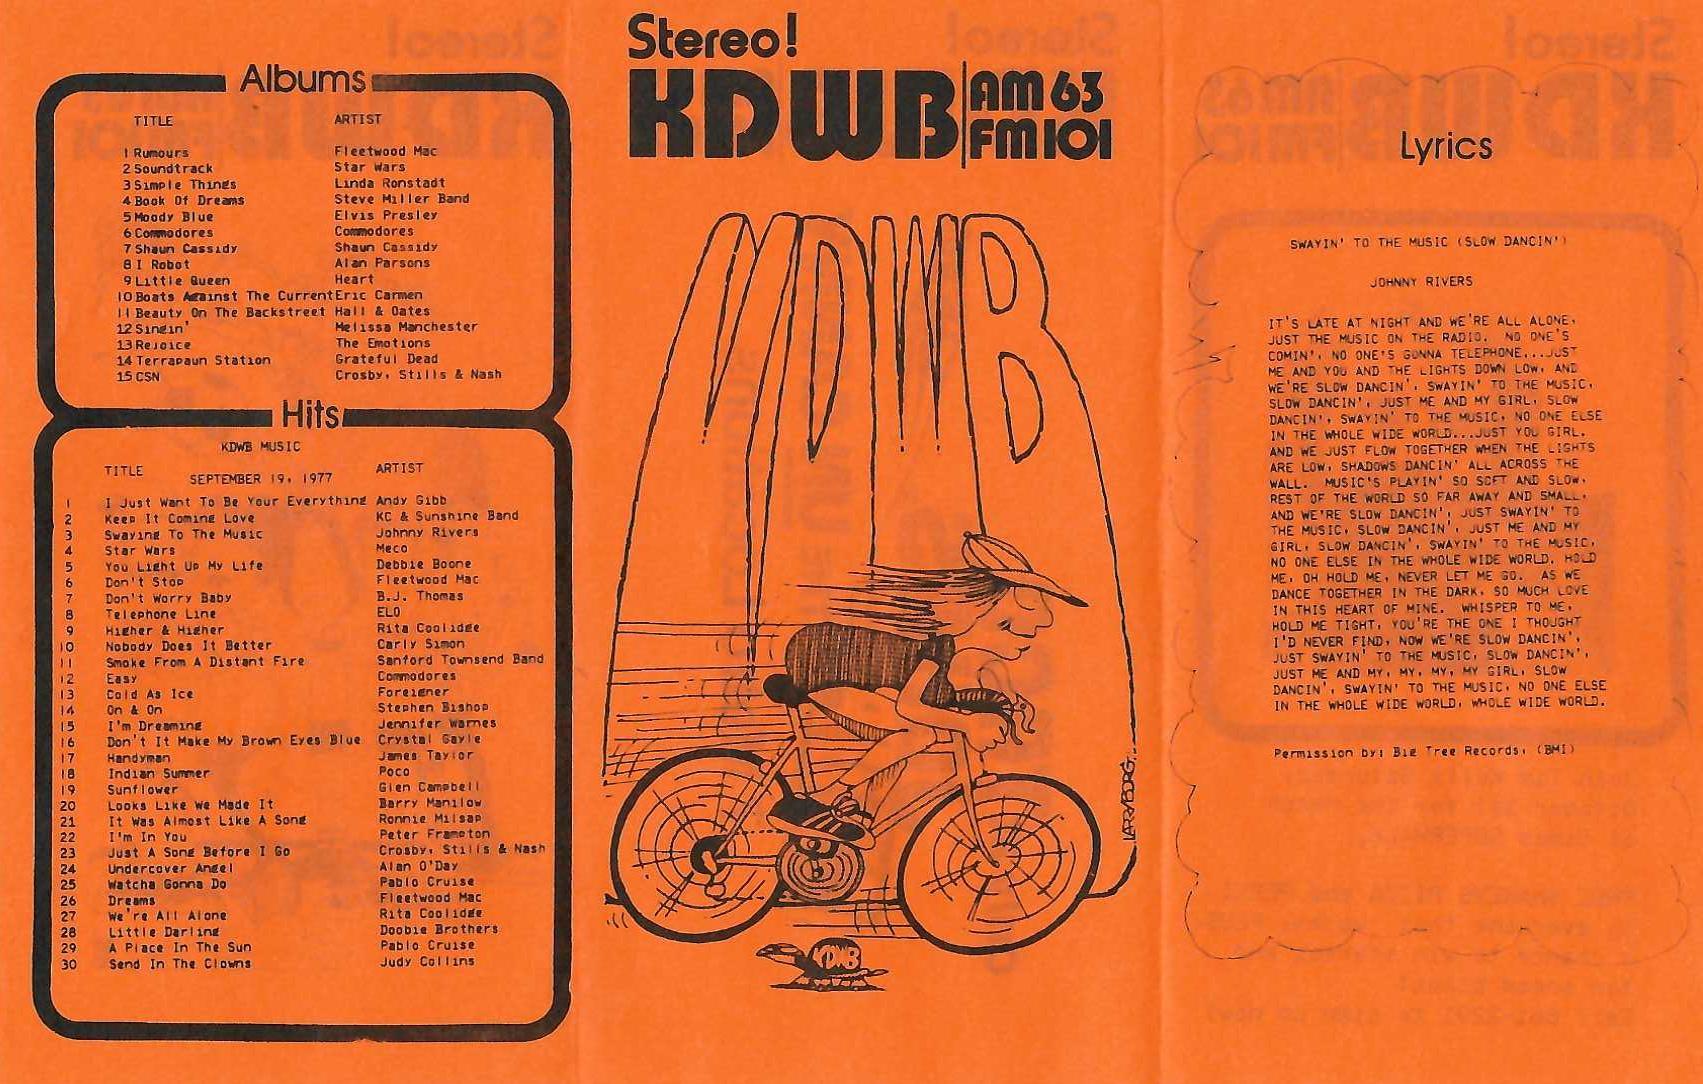 Albums
TITLE ARTIST
1 Rumours Fleetwood Mac
2 Soundtrack Star Wars
3 Simple Things Linda Ronstadt
4 Book Of Dreams Steve Miller Band
5 Moody Blue Elvis Presley
6 Commodores Commodores
7 Shaun Cassidy Shaun Cassidy
8 I Robot Alan Parsons
9 Little Queen Heart
10 Boats Against The Current Eric Carmen
11 Beauty On The Backstreet Hall & Oates
12 Singin' Melissa Manchester
13 Rejoice The Emotions
14 Terrapaun Station Grateful Dead
15 CSN Crosby, Stills & Nash
Hits
KDWB MUSIC
TITLE ARTIST
SEPTEMBER 19, 1977
1 I Just Want To Be Your Everything Andy Gibb
2 Keep It Coming Love KC & Sunshine Band
3 Swaying To The Music Johnny Rivers
4 Star Wars Meco
5 You Light Up My Life Debbie Boone
6 Don't Stop Fleetwood Mac
7 Don't Worry Baby B.J. Thomas
8 Telephone Line ELO
9 Higher & Higher Rita Coolidge
10 Nobody Does It Better Carly Simon
11 Smoke From A Distant Fire Sanford Townsend Band
12 Easy Commodores
13 Cold As Ice Foreigner
14 On & On Stephen Bishop
15 I'm Dreaming Jennifer Warnes
16 Don't It Make My Brown Eyes Blue Crystal Gayle
17 Handyman James Taylor
18 Indian Summer Poco
19 Sunflower Glen Campbell
20 Looks Like We Made It Barry Manilow
21 It Was Almost Like A Song Ronnie Milsap
22 I'm In You Peter Frampton
23 Just A Song Before I Go Crosby, Stills & Nash
24 Undercover Angel Alan O'Day
25 Watcha Gonna Do Pablo Cruise
26 Dreams Fleetwood Mac
27 We're All Alone Rita Coolidge
28 Little Darling Doobie Brothers
29 A Place In The Sun Pablo Cruise
30 Send In The Clowns Judy Collins
Stereo!
KDWB AM 63
FM 101
KDWB
LARRY BORG
KDWB
Lyrics
SWAYIN' TO THE MUSIC (SLOW DANCIN')
JOHNNY RIVERS
IT'S LATE AT NIGHT AND WE'RE ALL ALONE,
JUST THE MUSIC ON THE RADIO. NO ONE'S
COMIN', NO ONE'S GONNA TELEPHONE...JUST
ME AND YOU AND THE LIGHTS DOWN LOW, AND
WE'RE SLOW DANCIN', SWAYIN' TO THE MUSIC,
SLOW DANCIN', JUST ME AND MY GIRL, SLOW
DANCIN', SWAYIN' TO THE MUSIC, NO ONE ELSE
IN THE WHOLE WIDE WORLD...JUST YOU GIRL,
AND WE JUST FLOW TOGETHER WHEN THE LIGHTS
ARE LOW, SHADOWS DANCIN' ALL ACROSS THE
WALL. MUSIC'S PLAYIN' SO SOFT AND SLOW,
REST OF THE WORLD SO FAR AWAY AND SMALL,
AND WE'RE SLOW DANCIN', JUST SWAYIN' TO
THE MUSIC, SLOW DANCIN', JUST ME AND MY
GIRL, SLOW DANCIN', SWAYIN' TO THE MUSIC,
NO ONE ELSE IN THE WHOLE WIDE WORLD. HOLD
ME, OH HOLD ME, NEVER LET ME GO. AS WE
DANCE TOGETHER IN THE DARK, SO MUCH LOVE
IN THIS HEART OF MINE. WHISPER TO ME,
HOLD ME TIGHT, YOU'RE THE ONE I THOUGHT
I'D NEVER FIND, NOW WE'RE SLOW DANCIN',
JUST SWAYIN' TO THE MUSIC, SLOW DANCIN',
JUST ME AND MY, MY, MY, MY GIRL, SLOW
DANCIN', SWAYIN' TO THE MUSIC, NO ONE ELSE
IN THE WHOLE WIDE WORLD, WHOLE WIDE WORLD.
Permission by: Big Tree Records, (BMI)